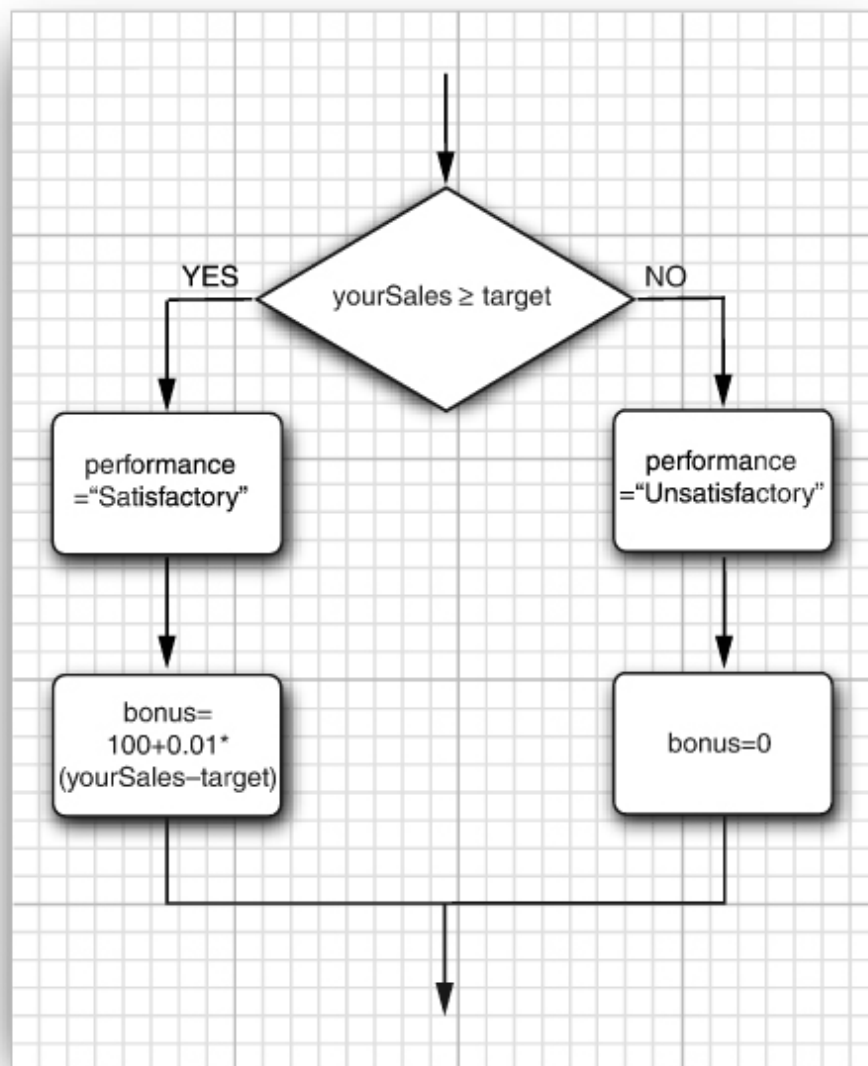 yourSales ≥ target
YES
NO
performance
=“Satisfactory”
performance
=“Unsatisfactory”
bonus=
100+0.01*
(yourSales–target)
bonus=0